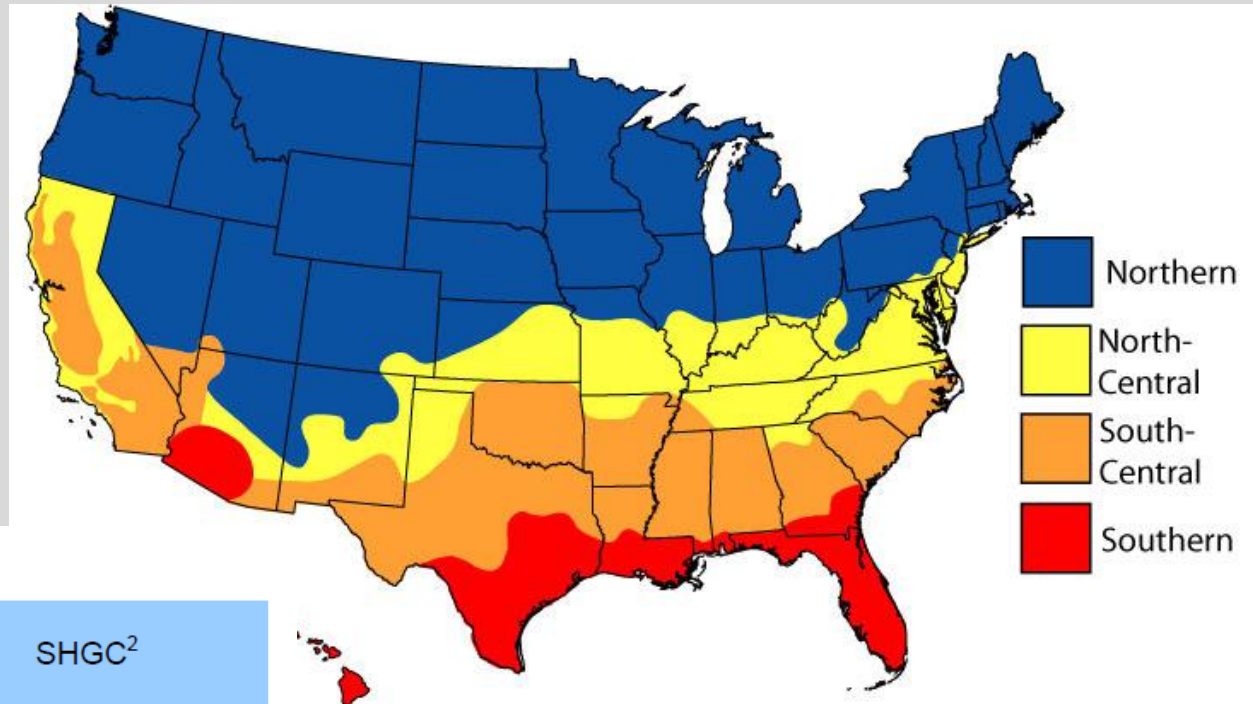 Northern
North-
Central
South-
Central
Southern
SHGC²